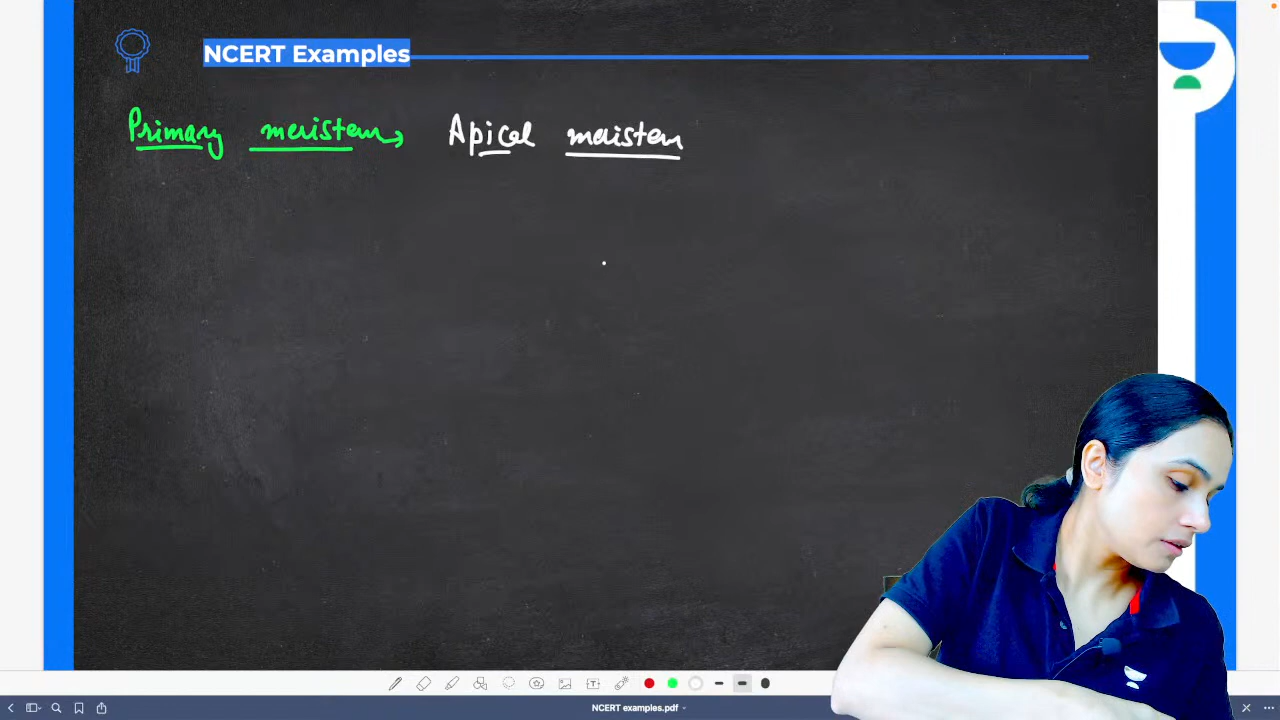 NCERT Examples
Primary meristem → Apical meristem
NCERT examples.pdf